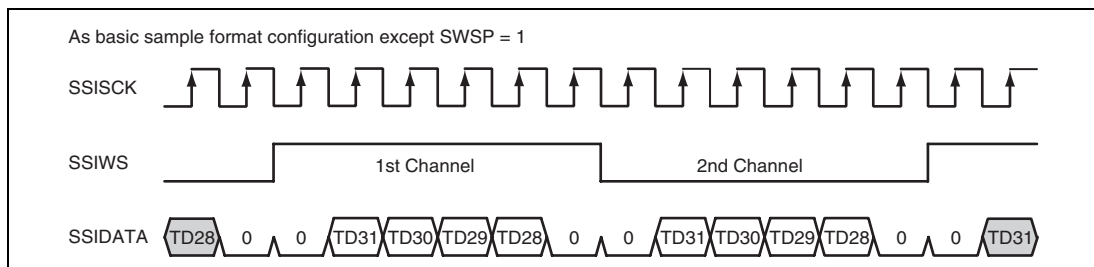 As basic sample format configuration except SWSP = 1
SSISCK
SSIWS 1st Channel 2nd Channel
SSIDATA TD28 0 0 TD31 TD30 TD29 TD28 0 0 TD31 TD30 TD29 TD28 0 0 TD31